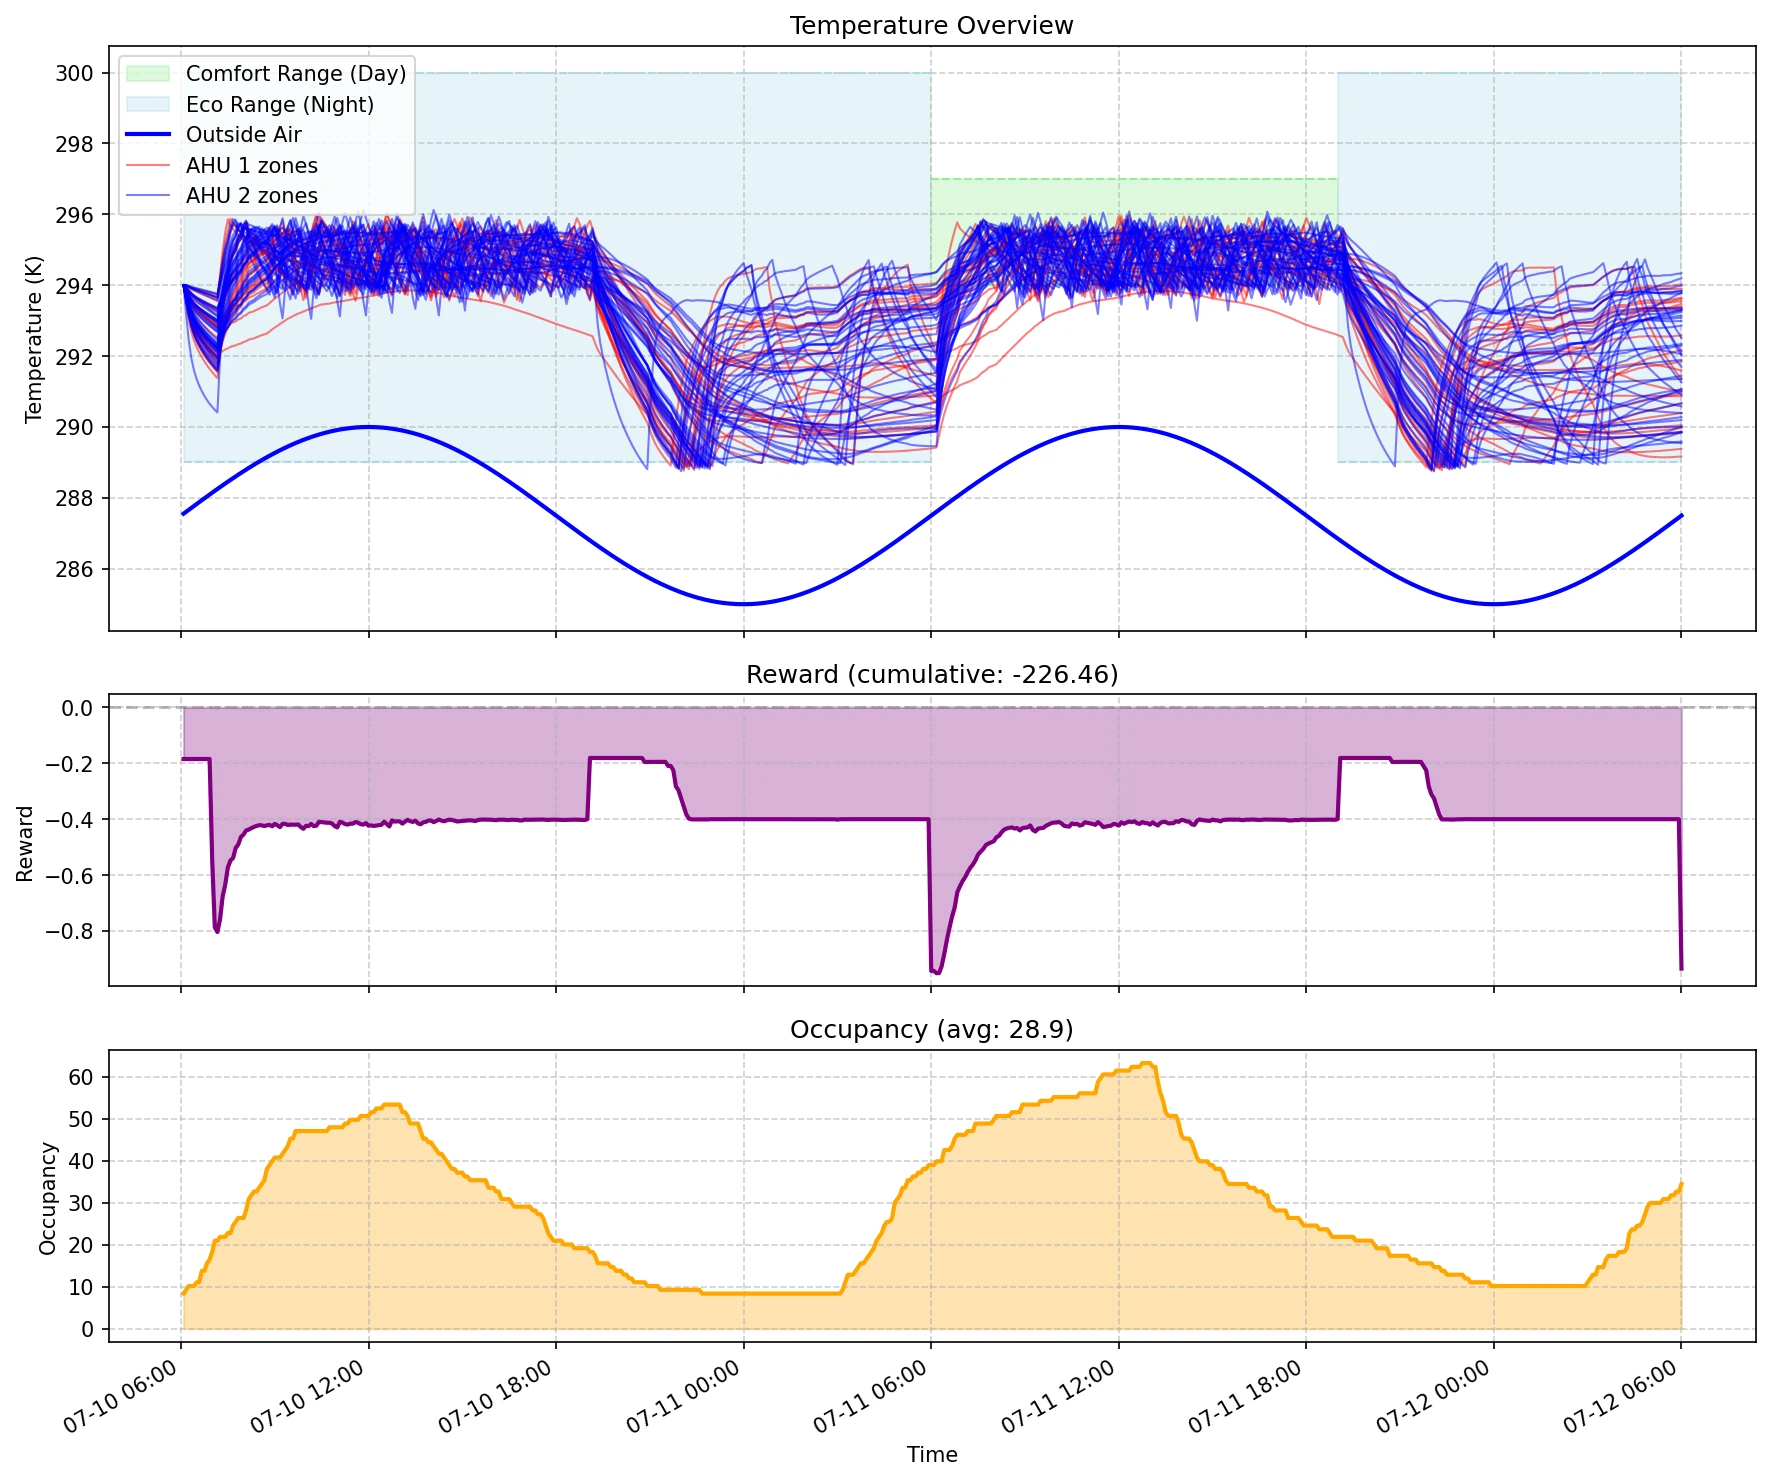 Temperature Overview
Comfort Range (Day)
Eco Range (Night)
Outside Air
AHU 1 zones
AHU 2 zones
300
298
296
294
292
290
288
286
Temperature (K)
Reward (cumulative: -226.46)
0.0
−0.2
−0.4
−0.6
−0.8
Reward
Occupancy (avg: 28.9)
60
50
40
30
20
10
0
Occupancy
07-10 06:00
07-10 12:00
07-10 18:00
07-11 00:00
07-11 06:00
07-11 12:00
07-11 18:00
07-12 00:00
07-12 06:00
Time